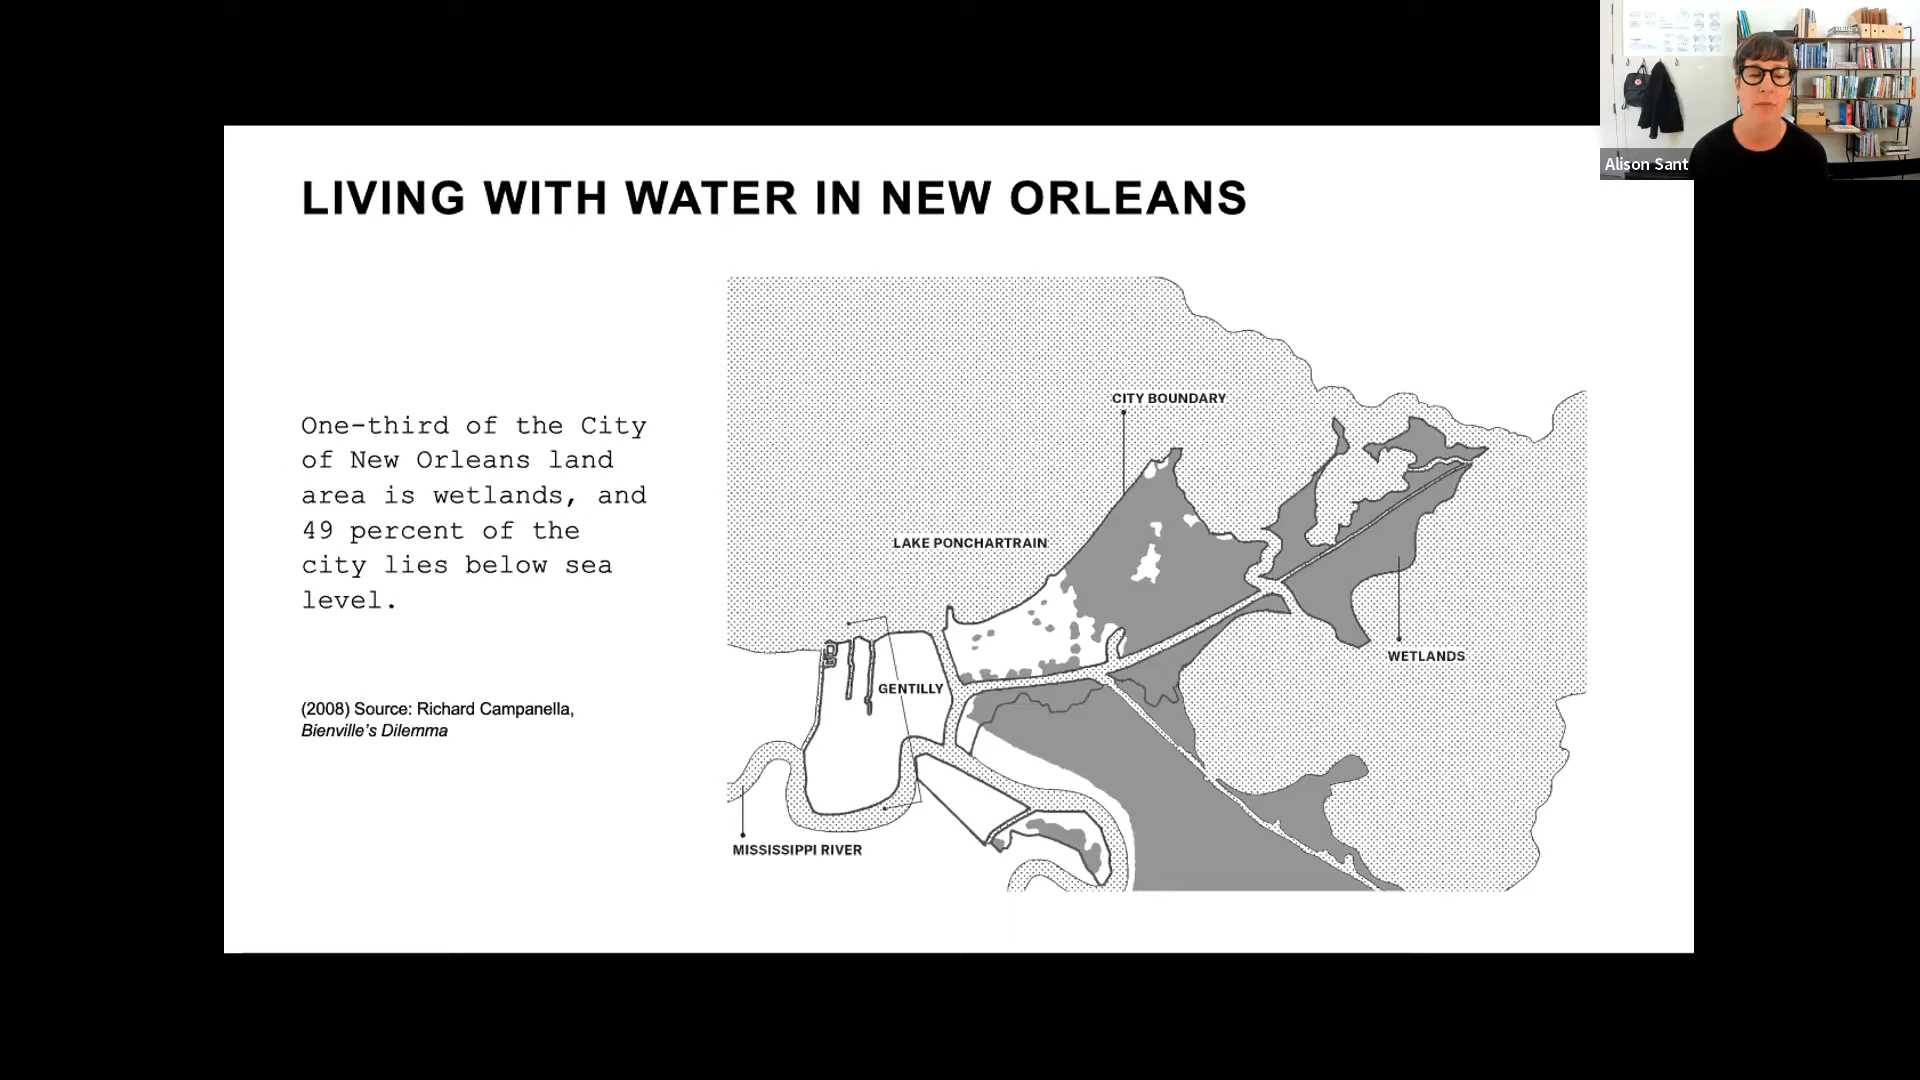 LIVING WITH WATER IN NEW ORLEANS
One-third of the City
of New Orleans land
area is wetlands, and
49 percent of the
city lies below sea
level.
(2008) Source: Richard Campanella,
Bienville’s Dilemma
CITY BOUNDARY
LAKE PONCHARTRAIN
WETLANDS
GENTILLY
MISSISSIPPI RIVER
Alison Sant